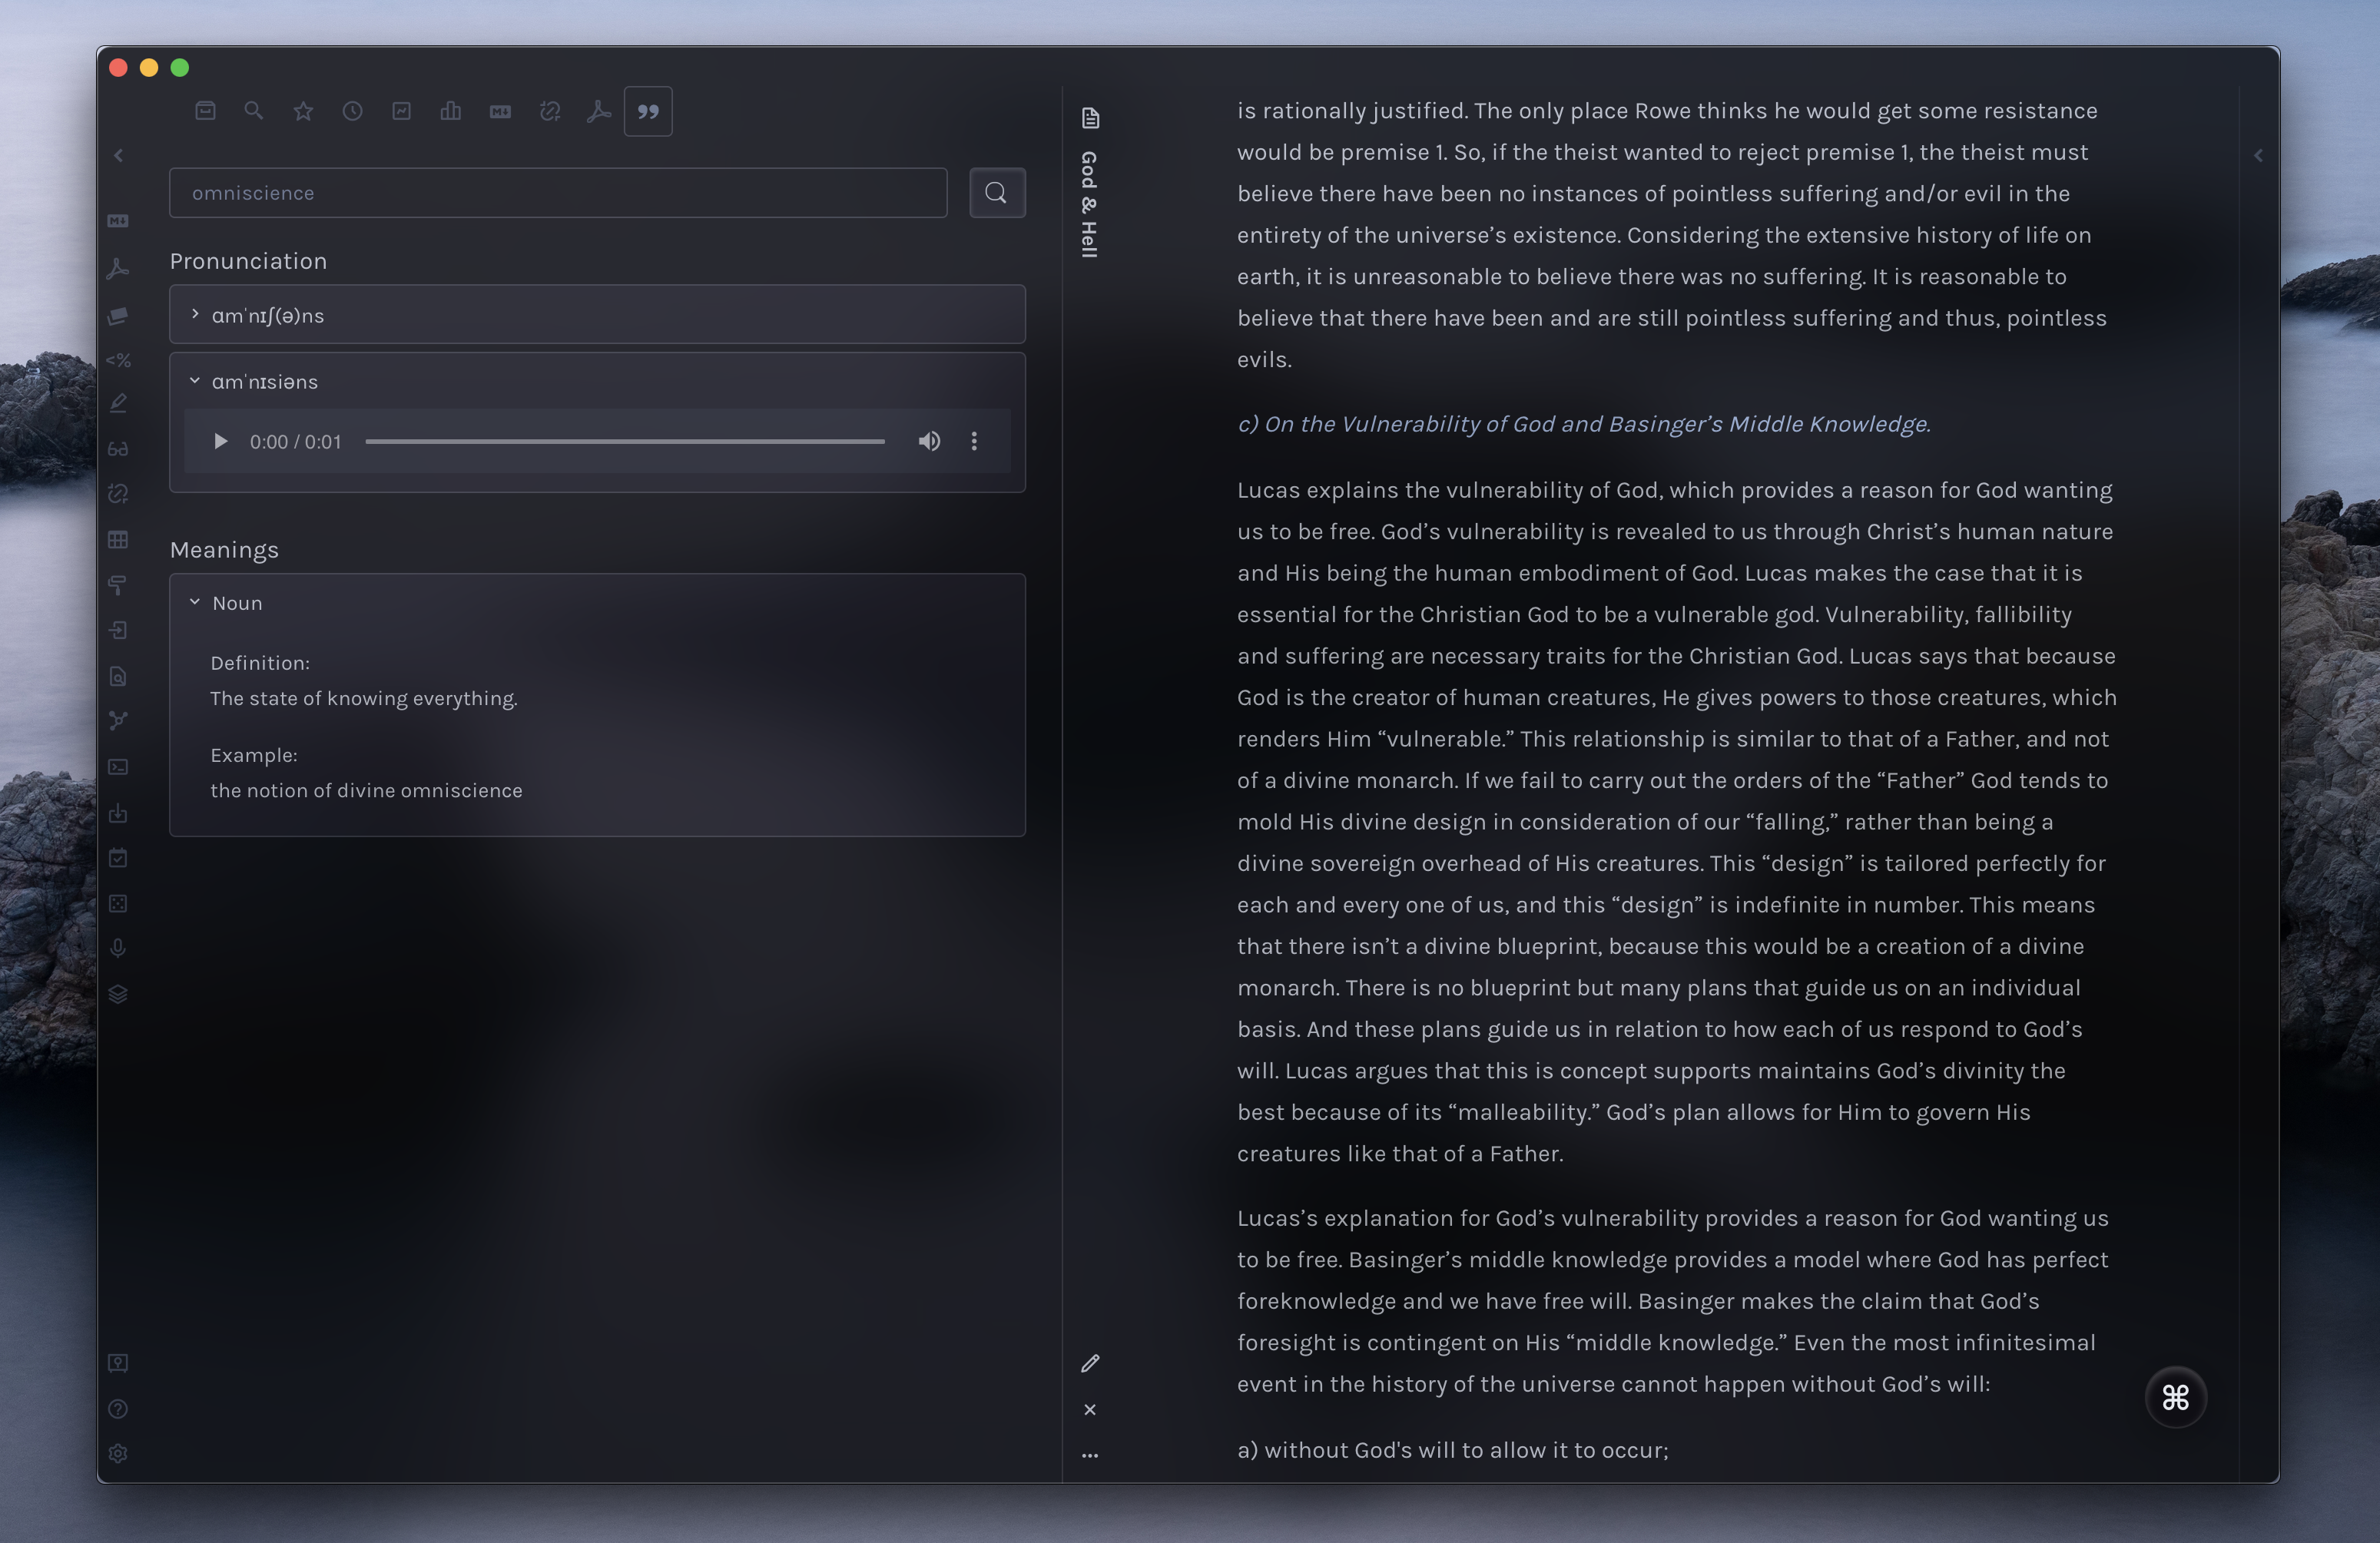 omniscience
Pronunciation
ɑmˈnɪʃ(ə)ns
ɑmˈnɪsiəns
0:00 / 0:01
Meanings
Noun
Definition:
The state of knowing everything.
Example:
the notion of divine omniscience
M↓
M↓
<%
God & Hell
is rationally justified. The only place Rowe thinks he would get some resistance
would be premise 1. So, if the theist wanted to reject premise 1, the theist must
believe there have been no instances of pointless suffering and/or evil in the
entirety of the universe’s existence. Considering the extensive history of life on
earth, it is unreasonable to believe there was no suffering. It is reasonable to
believe that there have been and are still pointless suffering and thus, pointless
evils.
c) On the Vulnerability of God and Basinger’s Middle Knowledge.
Lucas explains the vulnerability of God, which provides a reason for God wanting
us to be free. God’s vulnerability is revealed to us through Christ’s human nature
and His being the human embodiment of God. Lucas makes the case that it is
essential for the Christian God to be a vulnerable god. Vulnerability, fallibility
and suffering are necessary traits for the Christian God. Lucas says that because
God is the creator of human creatures, He gives powers to those creatures, which
renders Him “vulnerable.” This relationship is similar to that of a Father, and not
of a divine monarch. If we fail to carry out the orders of the “Father” God tends to
mold His divine design in consideration of our “falling,” rather than being a
divine sovereign overhead of His creatures. This “design” is tailored perfectly for
each and every one of us, and this “design” is indefinite in number. This means
that there isn’t a divine blueprint, because this would be a creation of a divine
monarch. There is no blueprint but many plans that guide us on an individual
basis. And these plans guide us in relation to how each of us respond to God’s
will. Lucas argues that this is concept supports maintains God’s divinity the
best because of its “malleability.” God’s plan allows for Him to govern His
creatures like that of a Father.
Lucas’s explanation for God’s vulnerability provides a reason for God wanting us
to be free. Basinger’s middle knowledge provides a model where God has perfect
foreknowledge and we have free will. Basinger makes the claim that God’s
foresight is contingent on His “middle knowledge.” Even the most infinitesimal
event in the history of the universe cannot happen without God’s will:
a) without God's will to allow it to occur;